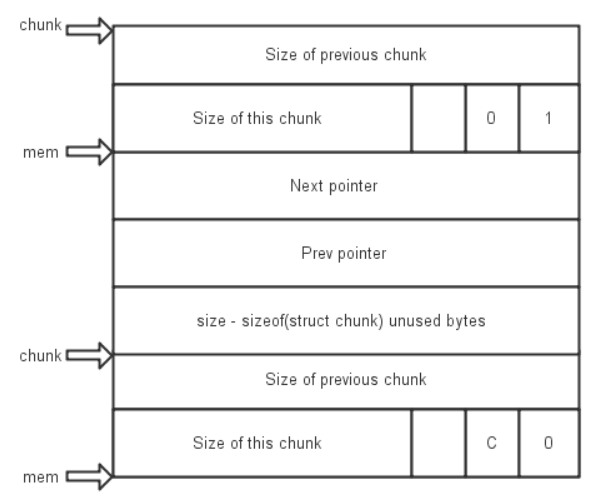 chunk
Size of previous chunk
Size of this chunk 0 1
mem
Next pointer
Prev pointer
size - sizeof(struct chunk) unused bytes
chunk
Size of previous chunk
Size of this chunk C 0
mem